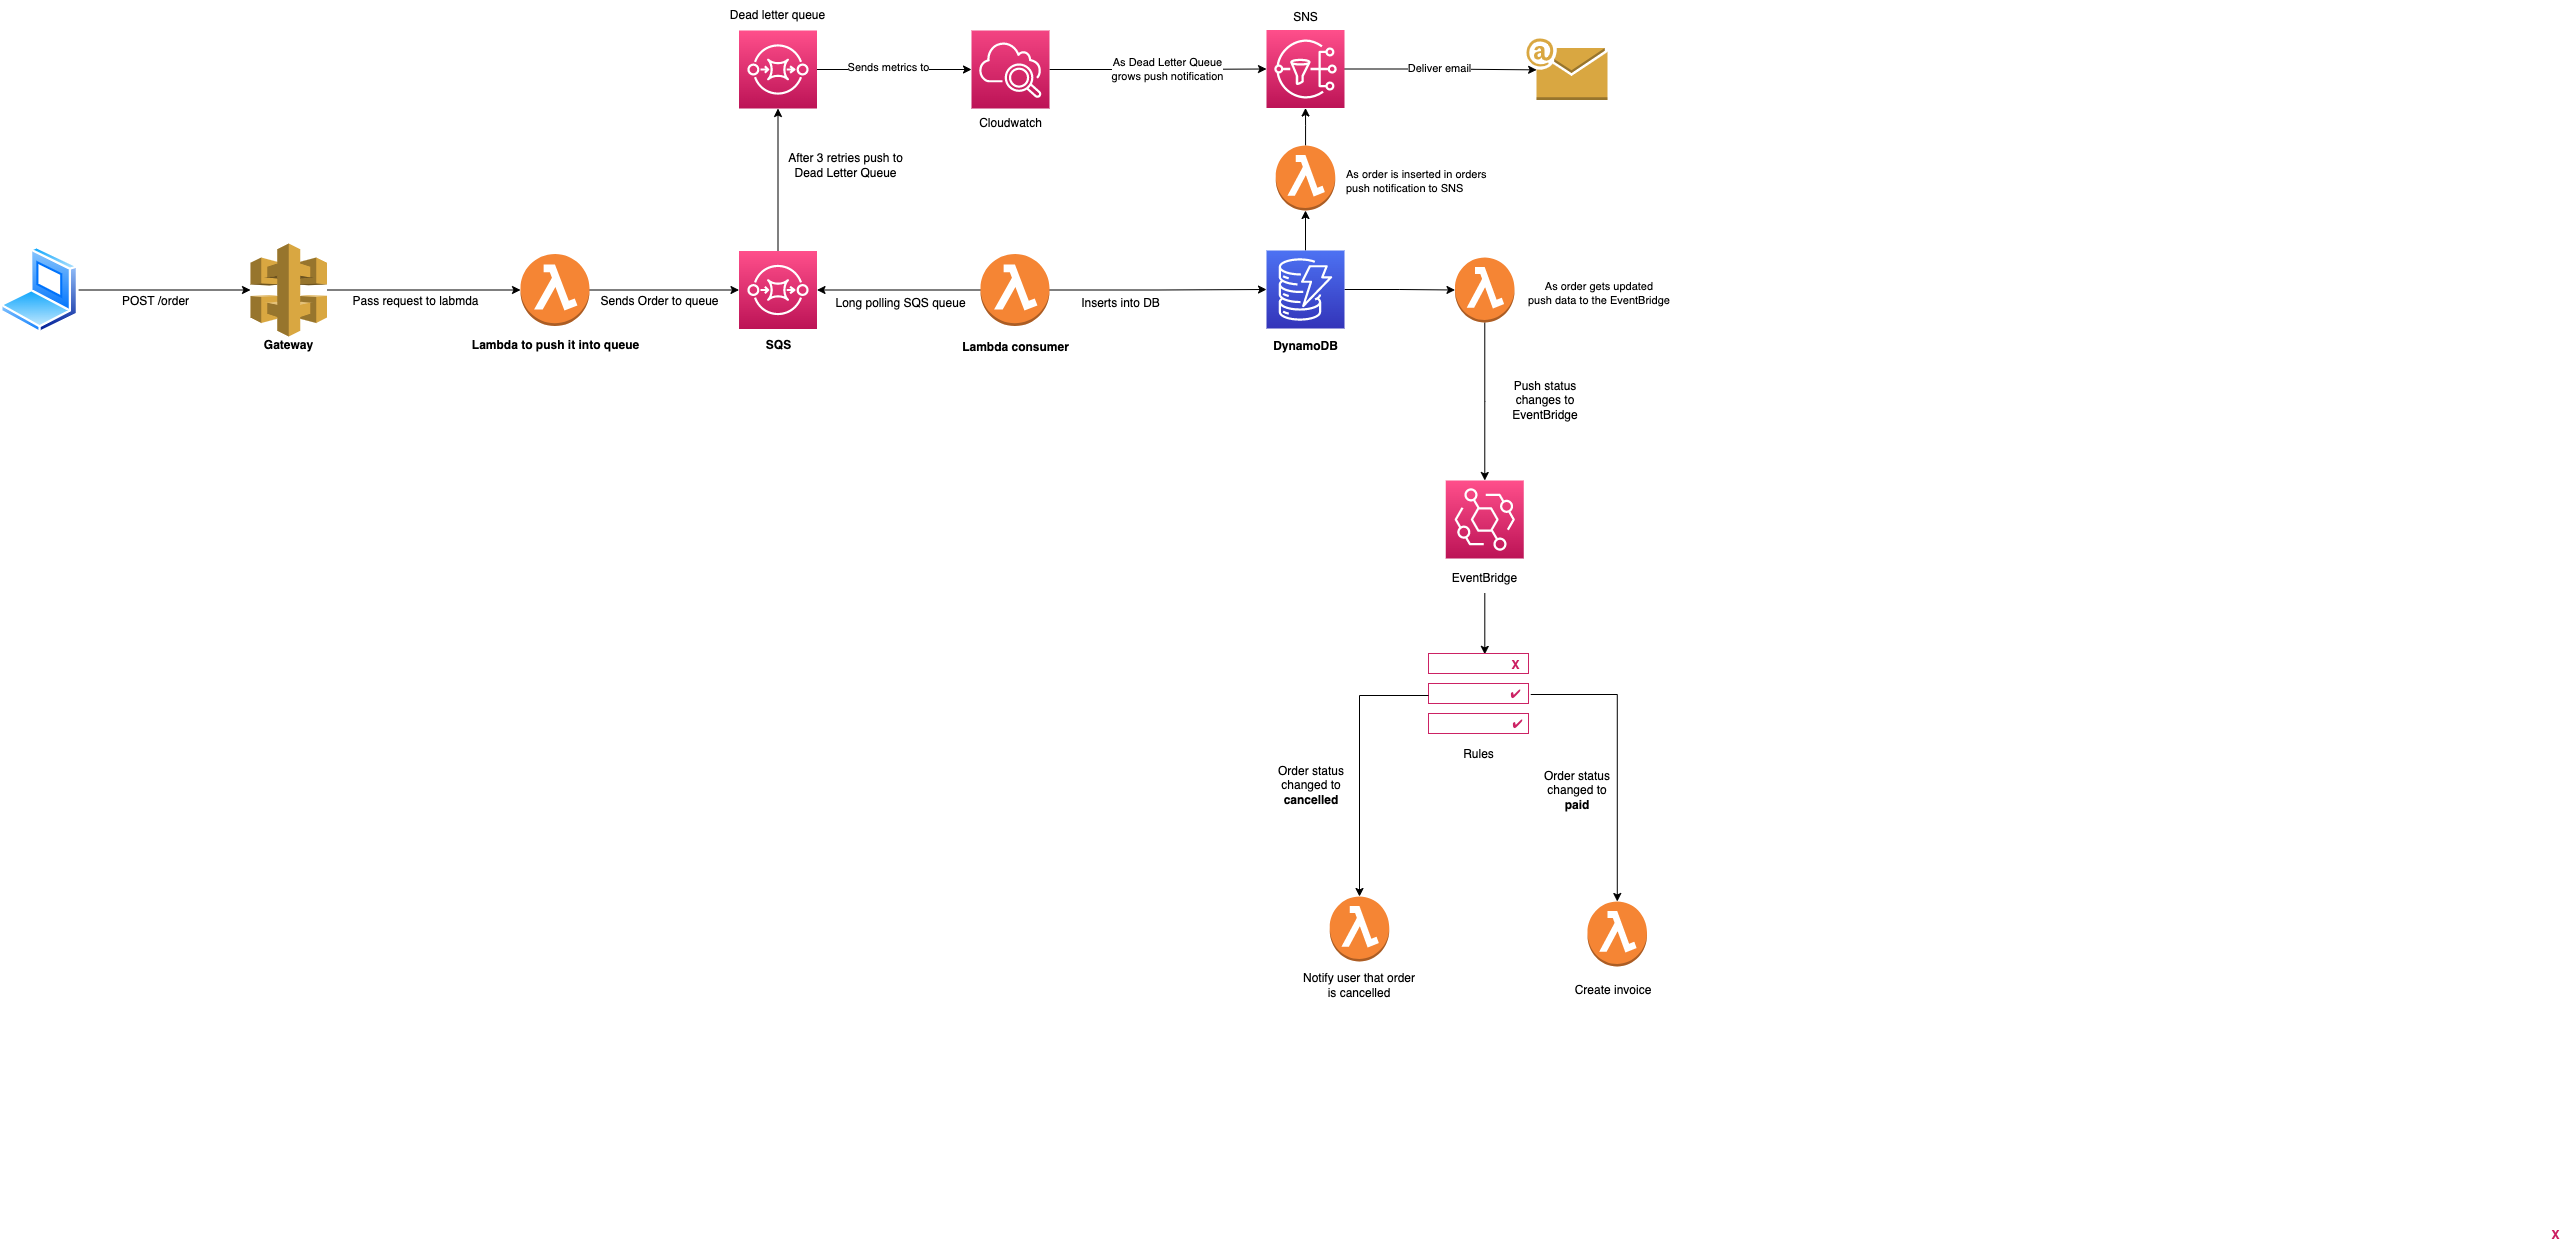 Dead letter queue
SNS
@
Sends metrics to
As Dead Letter Queue
grows push notification
Deliver email
Cloudwatch
After 3 retries push to
Dead Letter Queue
As order is inserted in orders
push notification to SNS
POST /order
Pass request to labmda
Sends Order to queue
Long polling SQS queue
Inserts into DB
As order gets updated
push data to the EventBridge
Gateway
Lambda to push it into queue
SQS
Lambda consumer
DynamoDB
Push status
changes to
EventBridge
EventBridge
X
✔
✔
Rules
Order status
changed to
cancelled
Order status
changed to
paid
Notify user that order
is cancelled
Create invoice
X